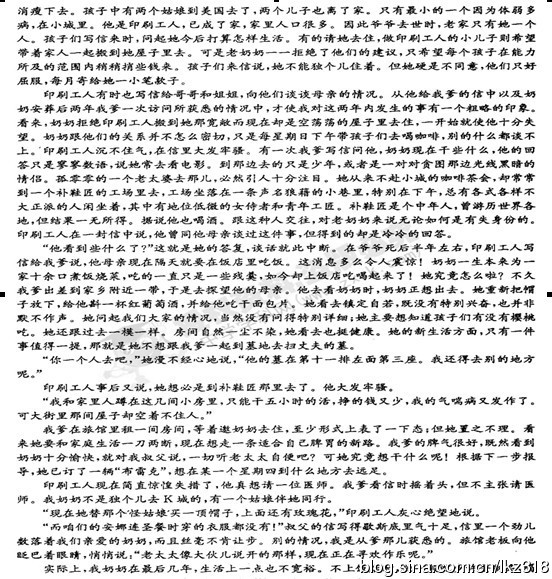 消瘦下去。孩子中有两个姑娘到美国去了，两个儿子也离了家。只有最小的一个因为体弱多
病，在小城里。他是印刷工人，已成了家，家里人口很多。因此爷爷去世时，老家只有她一个
人。孩子们写信来时，问起她今后打算怎样生活。有的请她去住，做印刷工人的小儿子则希望
带着家人一起搬到她屋子里去。可是老奶奶一一拒绝了他们的建议，只希望每个孩子在能力
所及的范围内稍稍捎些钱来。孩子们来信说，她不能独个儿住着。但她硬是不同意，他们只好
屈服，每月寄给她一小笔款子。
印刷工人有时也写信给哥哥和姐姐，向他们谈谈母亲的情况。从他给我爹的信中以及奶
奶安葬后两年我爹一次访问所获悉的情况中，才使我对这两年内发生的事有一个粗略的印象。
看来，奶奶拒绝印刷工人搬到她那宽敞而现在却是空荡荡的屋子里去住，一开始就使他十分失
望。奶奶跟他们的关系并不怎么密切，只是每星期日下午带孩子们去喝咖啡，别的什么都谈不
上。印刷工人沉不住气，在信里大发牢骚。有一次我爹写信问他，奶奶现在干些什么，他的回
答只是寥寥数语，说她常去看电影。到那边去的只是少年，或者是一对对贪图那边光线黑暗的
情侣。孤零零的一个老太婆去那儿，必然引人十分注目。她从来不赴小城的咖啡茶会，却常常
到一个补鞋匠的工场里去，工场坐落在一条声名狼藉的小巷里，特别在下午，总有各式各样不
大正派的人闲坐着，其中有地位低微的女侍者和青年工匠。补鞋匠是个中年人，曾游历世界各
地，但结果一无所得。据说他也喝酒。跟这种人交往，对老奶奶来说无论如何是有失身份的。
印刷工人在一封信中说，他曾同他母亲谈过这件事，但得到的却是冷冷的回答。
“他看到些什么了？”这就是她的答复，谈话就此中断。在爷爷死后半年左右，印刷工人写
信给我爹说，他母亲现在隔天就要在饭店里吃饭。这消息多么令人震惊！奶奶一生本来为一
家十余口煮饭烧菜，吃的一直只是一些残羹，如今却上饭店吃喝起来了！她究竟怎么啦？不久
我爹出差到家乡附近一带，于是去探望他的母亲。他去看奶奶时，奶奶正想出去。她重新把帽
子放下，给他斟一杯红葡萄酒，并给他吃干面包片。她看去镇定自若，既没有特别兴奋，也并非
默不作声。她问起我们大家的情况，当然没有问得特别详细；她主要想知道孩子们有没有樱桃
吃。她还跟过去一模一样。房间自然一尘不染，她看去也挺健康。她的新生活方面，只有一件
事值得一提，那就是她不想跟我爹一起到墓地去扫丈夫的墓。
“你一个人去吧，”她漫不经心地说，“他的墓在第十一排左面第三座。我还得去别的地方
呢。”
印刷工人事后又说，她想必是到补鞋匠那里去了。他大发牢骚。
“我和家里人蹲在这几间小房里，只能干五小时的活，挣的钱又少，我的气喘病又发作了。
可大街里那间屋子却空着不住人。”
我爹在旅馆里租一间房间，等着邀奶奶去住，至少形式上表了一下态；但她置之不理。看
来她要和家庭生活一刀两断，现在想走一条适合自己脾胃的新路。我爹的脾气很好，既然看到
奶奶十分愉快，就对我叔父说，一切听老太太自便吧？可她究竟想干什么呢！根据下一步报
导，她已订了一辆“布雷克”，想在某一个星期四到什么地方去远足。
印刷工人现在简直惊惶失措了，他真想请一位医师。我爹看信时摇着头，但不主张请医
师。我奶奶不是独个儿去K城的，有一个姑娘伴她同行。
“现在她替那个怪姑娘买一顶帽子，上面还有玫瑰花，”印刷工人灰心绝望地说。
“而咱们的安娜连圣餐时穿的衣服都没有！”叔父的信写得歇斯底里气十足，信里一个劲儿
数落着我们亲爱的奶奶，而且丝毫不肯让步。别的情况，我是从爹那儿获悉的。旅馆老板向他
眨巴着眼睛，悄悄说：“老太太像大伙儿说开的那样，现在正在寻欢作乐呢。”
实际上，我奶奶在最后几年，生活上一点也不宽裕。不上
blog.sina.com.cn/lkz818